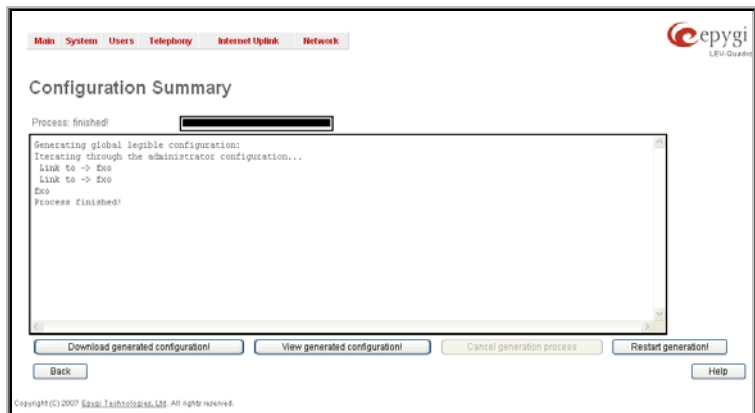 Main System Users Telephony Internet Uplink Network
epygi
LEV-Quadro
Configuration Summary
Process: finished!
Generating global legible configuration:
Iterating through the administrator configuration...
Link to -> fxo
Link to -> fxo
fxo
Process finished!
Download generated configuration! View generated configuration! Cancel generation process Restart generation!
Back Help
Copyright (C) 2007 Epygi Technologies, Ltd. All rights reserved.